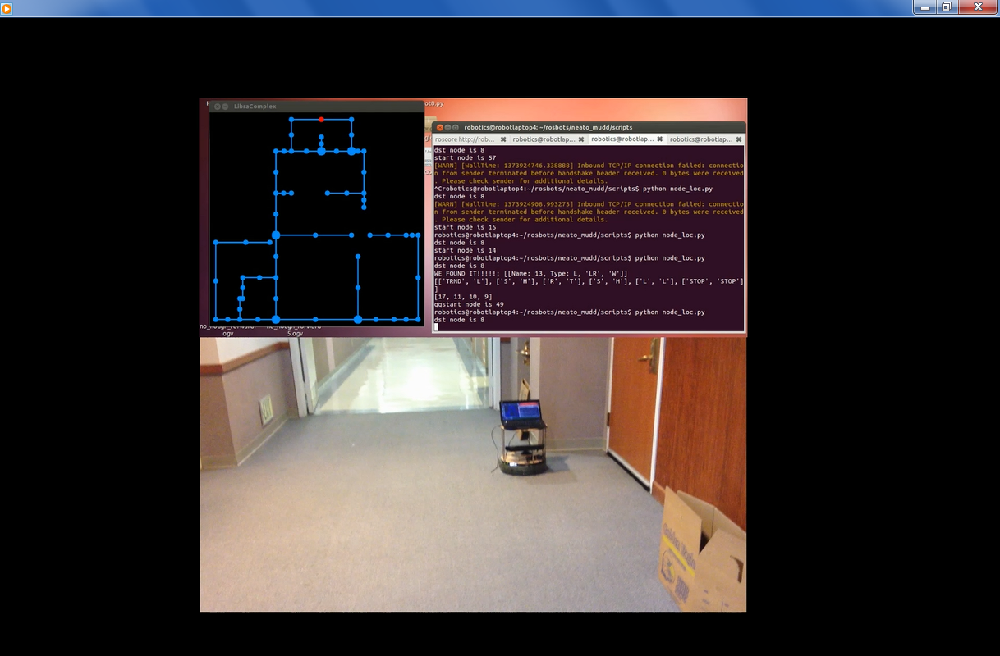 ot0.py
LibraComplex
robotics@robotlaptop4: ~/rosbots/neato_mudd/scripts
roscore http://rob...
robotics@robotlap...
robotics@robotlap...
robotics@robotlap...
dst node is 8
start node is 57
[WARN] [WallTime: 1373924746.338888] Inbound TCP/IP connection failed: connectio
n from sender terminated before handshake header received. 0 bytes were received
. Please check sender for additional details.
^Crobotics@robotlaptop4:~/rosbots/neato_mudd/scripts$ python node_loc.py
dst node is 8
[WARN] [WallTime: 1373924908.993273] Inbound TCP/IP connection failed: connectio
n from sender terminated before handshake header received. 0 bytes were received
. Please check sender for additional details.
start node is 15
robotics@robotlaptop4:~/rosbots/neato_mudd/scripts$ python node_loc.py
dst node is 8
start node is 14
robotics@robotlaptop4:~/rosbots/neato_mudd/scripts$ python node_loc.py
dst node is 8
WE FOUND IT!!!!!: [[Name: 13, Type: L, 'LR', 'W']]
[['TRND', 'L'], ['S', 'H'], ['R', 'T'], ['S', 'H'], ['L', 'L'], ['STOP', 'STOP']
]
[17, 11, 10, 9]
qqstart node is 49
robotics@robotlaptop4:~/rosbots/neato_mudd/scripts$ python node_loc.py
dst node is 8
ogv
5.ogv